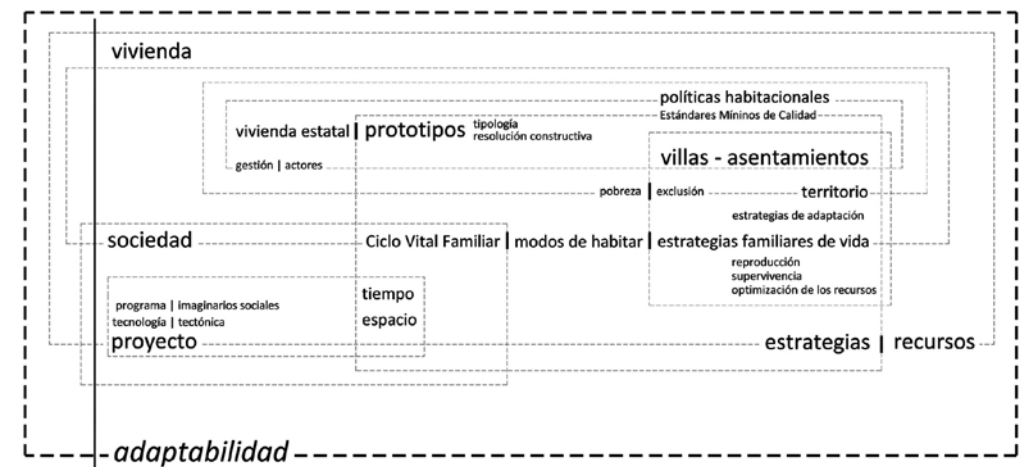 vivienda
políticas habitacionales
Estándares Míninos de Calidad
vivienda estatal | prototipos tipología
resolución constructiva
gestión | actores
villas - asentamientos
pobreza | exclusión territorio
estrategias de adaptación
sociedad Ciclo Vital Familiar | modos de habitar | estrategias familiares de vida
reproducción
supervivencia
optimización de los recursos
tiempo
programa | imaginarios sociales
tecnología | tectónica
espacio
proyecto estrategias | recursos
adaptabilidad